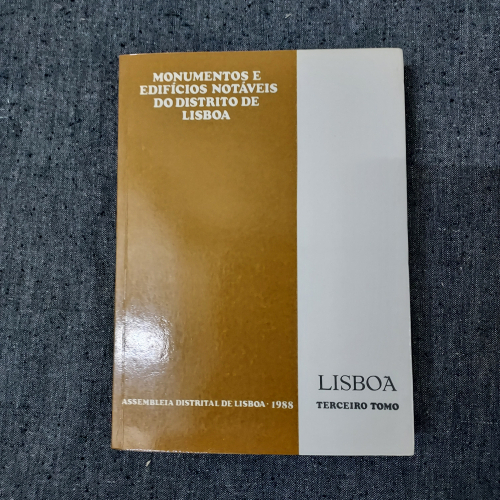 MONUMENTOS E
EDIFÍCIOS NOTÁVEIS
DO DISTRITO DE
LISBOA
ASSEMBLEIA DISTRITAL DE LISBOA · 1988
LISBOA
TERCEIRO TOMO